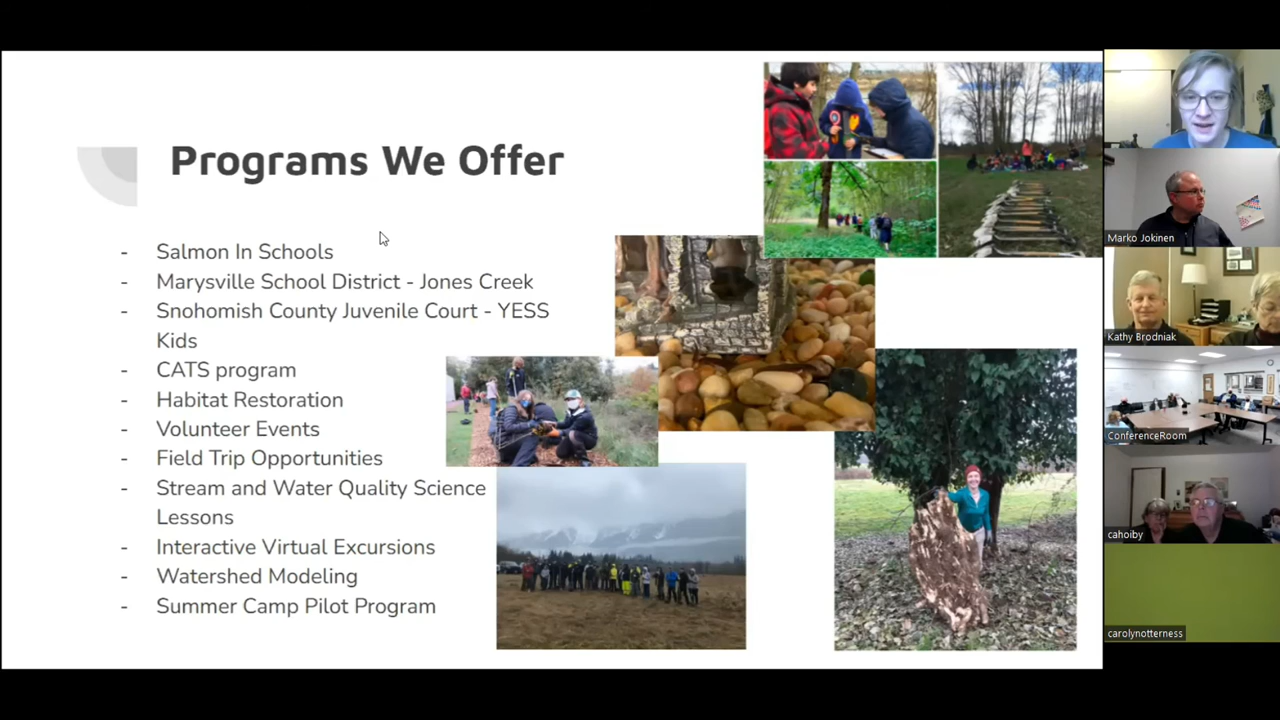 Programs We Offer
- Salmon In Schools
- Marysville School District - Jones Creek
- Snohomish County Juvenile Court - YESS
Kids
- CATS program
- Habitat Restoration
- Volunteer Events
- Field Trip Opportunities
- Stream and Water Quality Science
Lessons
- Interactive Virtual Excursions
- Watershed Modeling
- Summer Camp Pilot Program
Marko Jokinen
Kathy Brodniak
ConferenceRoom
cahoiby
carolynotterness